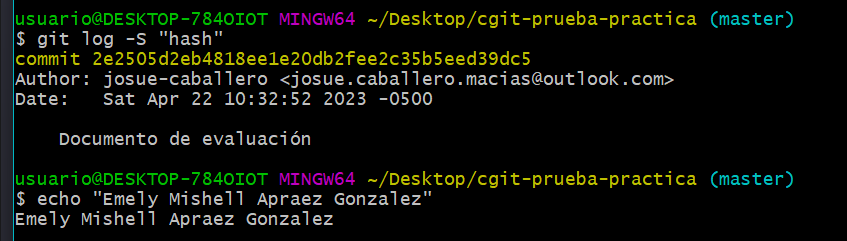 usuario@DESKTOP-784OIOT MINGW64 ~/Desktop/cgit-prueba-practica (master)
$ git log -S "hash"
commit 2e2505d2eb4818ee1e20db2fee2c35b5eed39dc5
Author: josue-caballero <josue.caballero.macias@outlook.com>
Date:   Sat Apr 22 10:32:52 2023 -0500
    Documento de evaluación
usuario@DESKTOP-784OIOT MINGW64 ~/Desktop/cgit-prueba-practica (master)
$ echo "Emely Mishell Apraez Gonzalez"
Emely Mishell Apraez Gonzalez